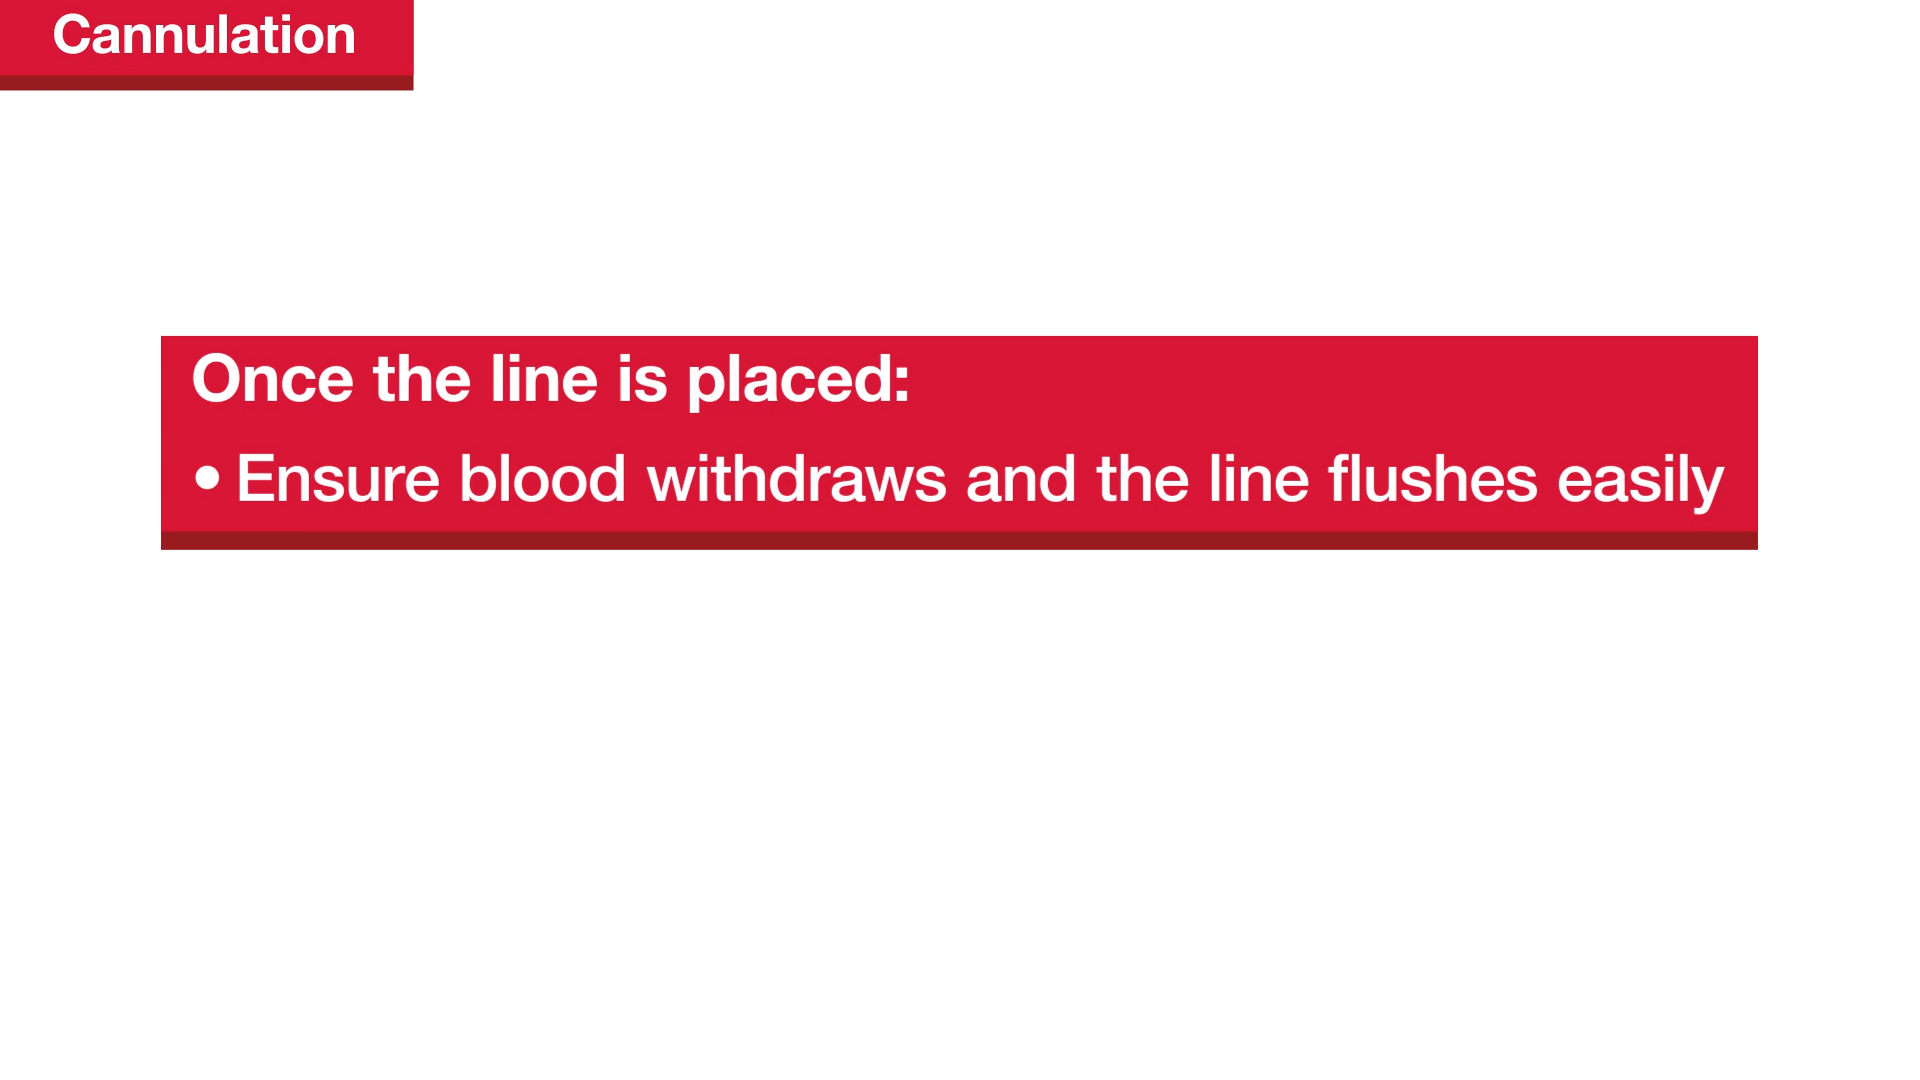 Cannulation
Once the line is placed:
• Ensure blood withdraws and the line flushes easily